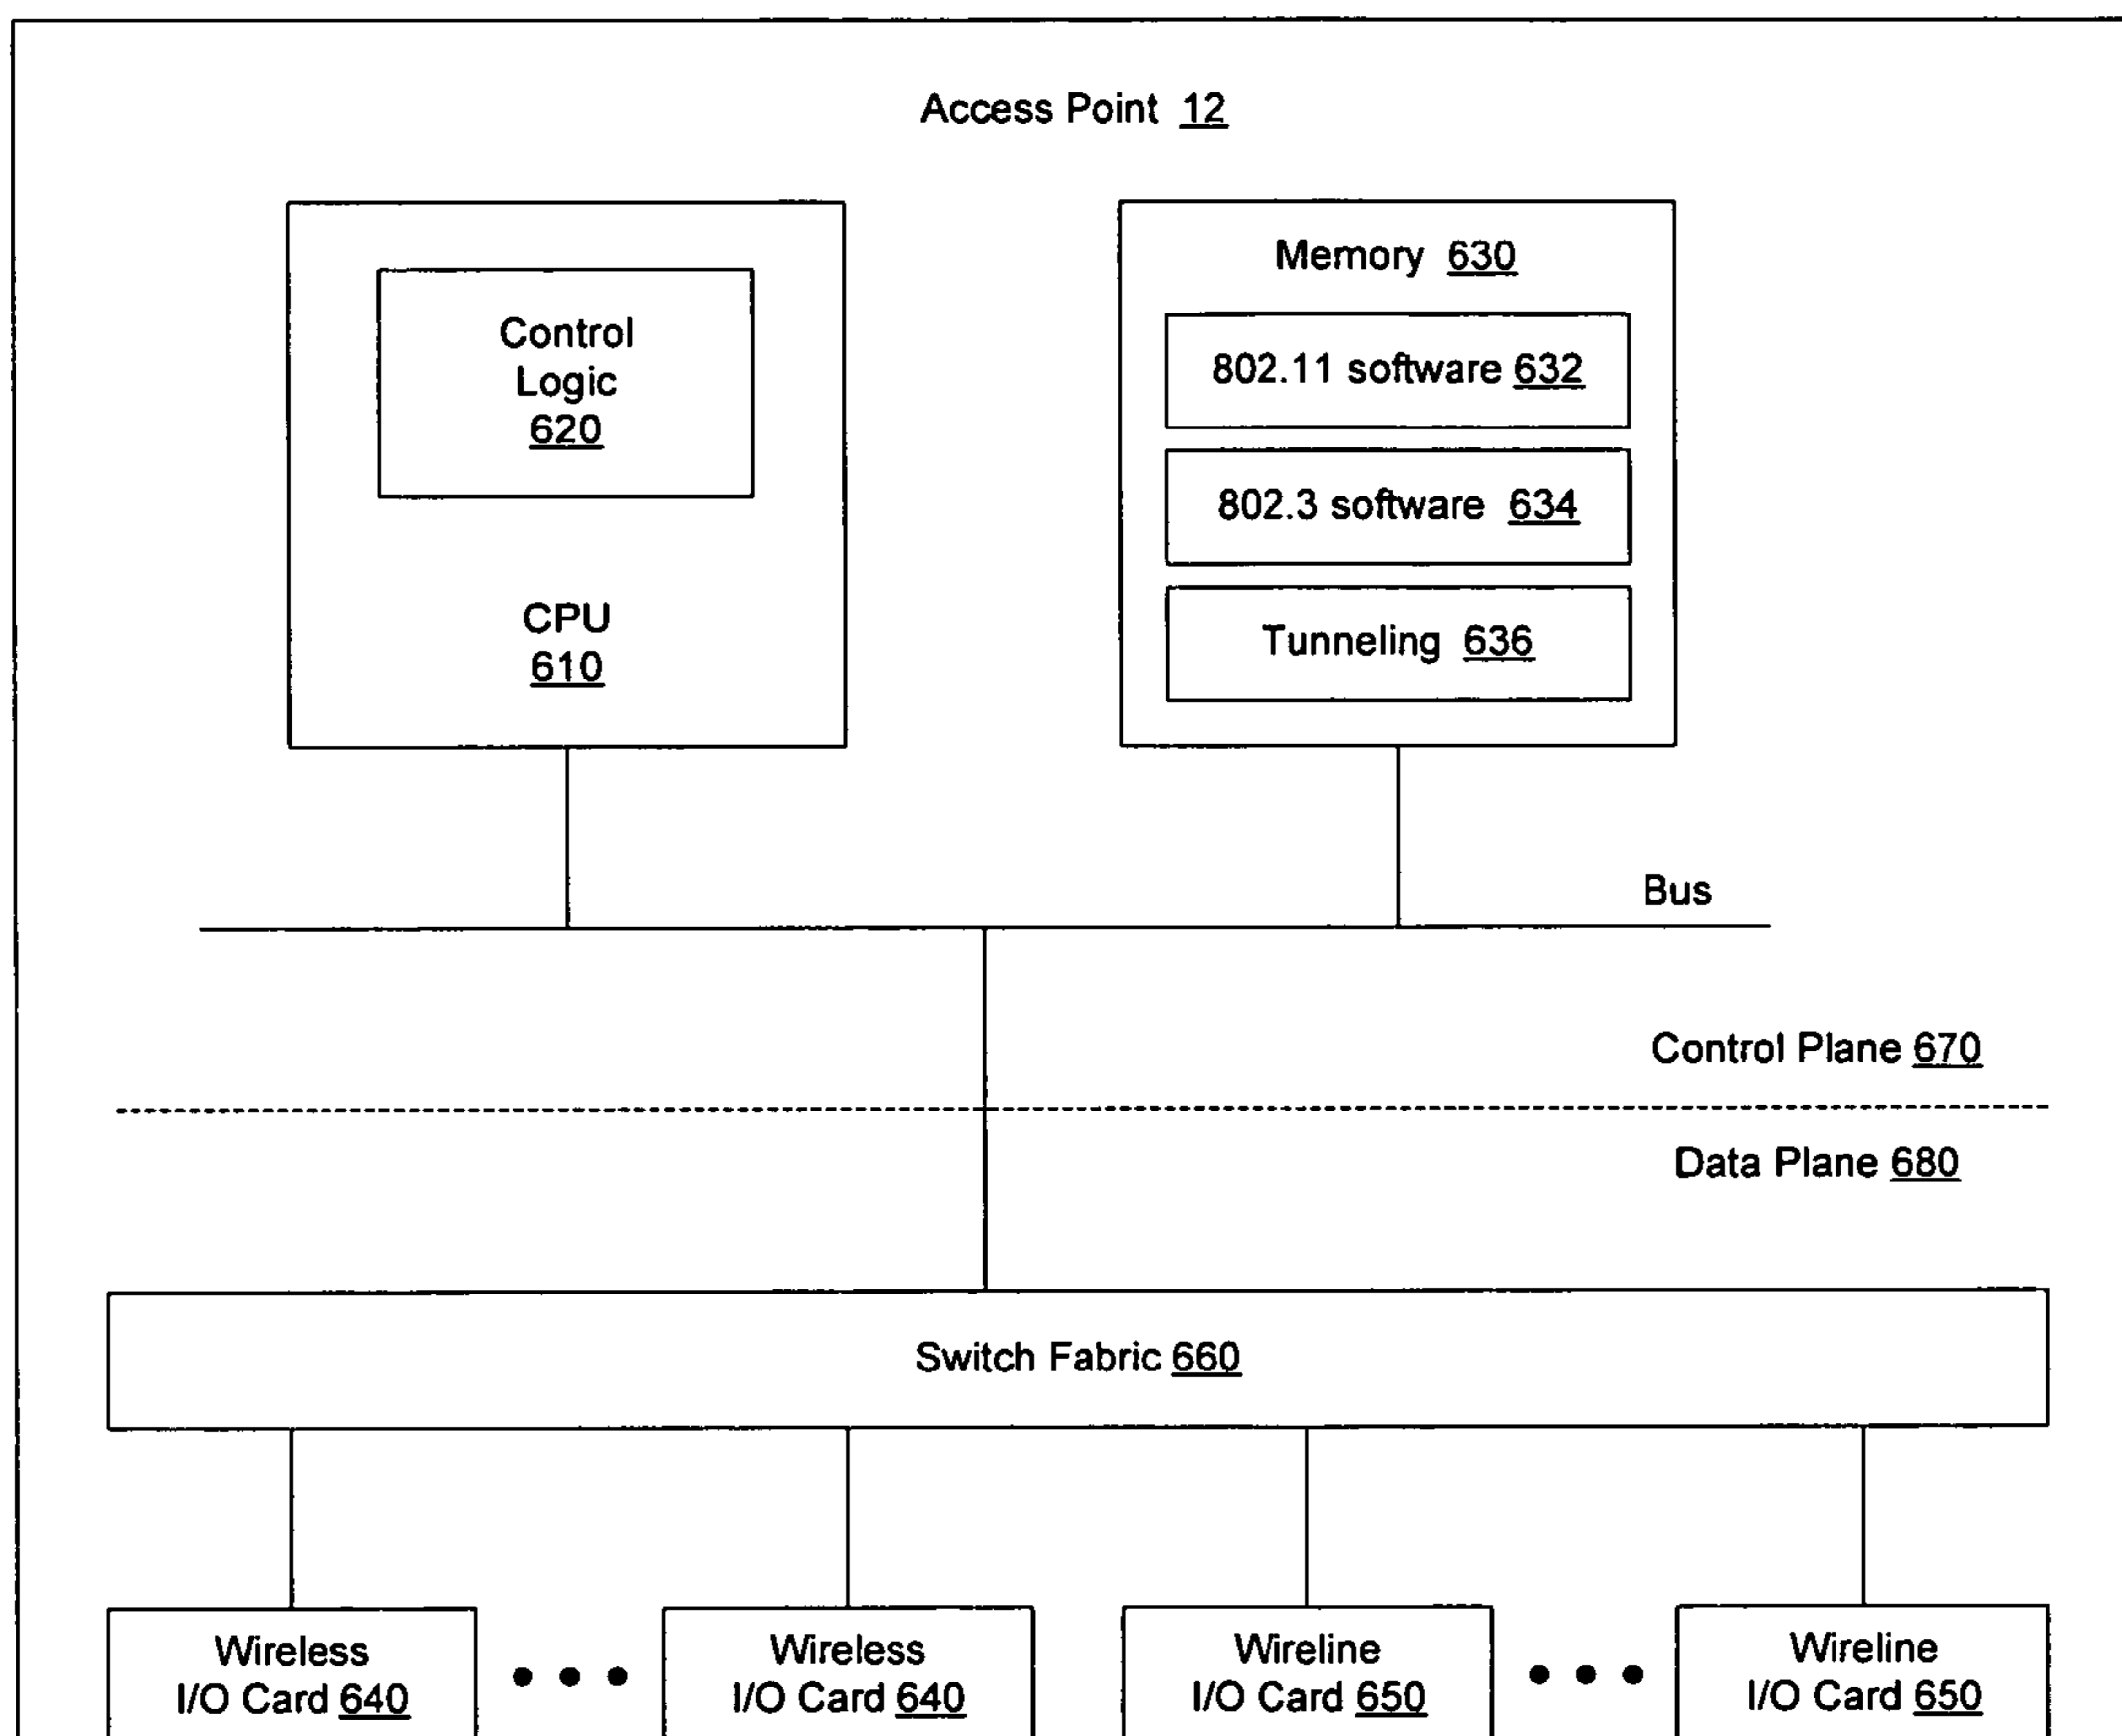 Access Point 12
Control
Logic
620
CPU
610
Memory 630
802.11 software 632
802.3 software 634
Tunneling 636
Bus
Control Plane 670
Data Plane 680
Switch Fabric 660
Wireless
I/O Card 640
Wireless
I/O Card 640
Wireline
I/O Card 650
Wireline
I/O Card 650